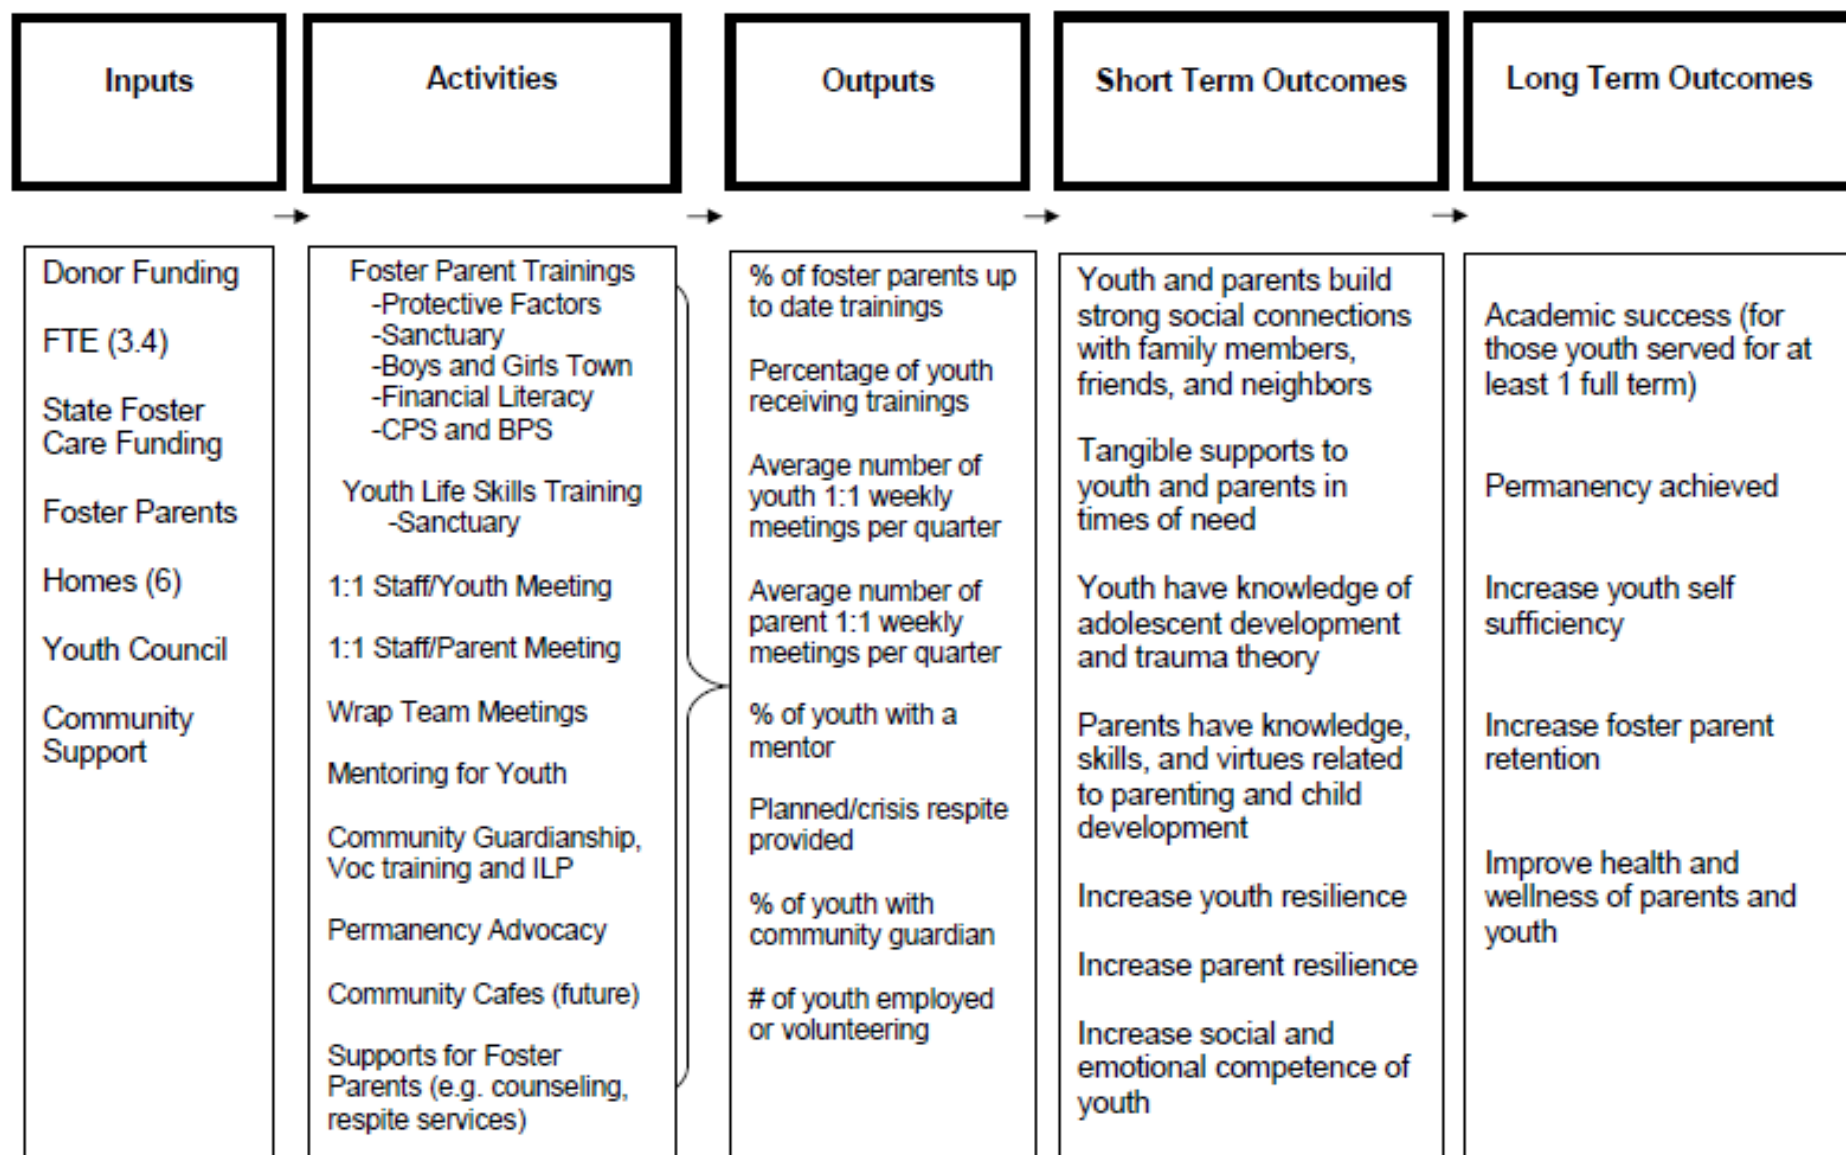 Inputs
Activities
Outputs
Short Term Outcomes
Long Term Outcomes
Donor Funding
FTE (3.4)
State Foster
Care Funding
Foster Parents
Homes (6)
Youth Council
Community
Support
Foster Parent Trainings
-Protective Factors
-Sanctuary
-Boys and Girls Town
-Financial Literacy
-CPS and BPS
Youth Life Skills Training
-Sanctuary
1:1 Staff/Youth Meeting
1:1 Staff/Parent Meeting
Wrap Team Meetings
Mentoring for Youth
Community Guardianship,
Voc training and ILP
Permanency Advocacy
Community Cafes (future)
Supports for Foster
Parents (e.g. counseling,
respite services)
% of foster parents up
to date trainings
Percentage of youth
receiving trainings
Average number of
youth 1:1 weekly
meetings per quarter
Average number of
parent 1:1 weekly
meetings per quarter
% of youth with a
mentor
Planned/crisis respite
provided
% of youth with
community guardian
# of youth employed
or volunteering
Youth and parents build
strong social connections
with family members,
friends, and neighbors
Tangible supports to
youth and parents in
times of need
Youth have knowledge of
adolescent development
and trauma theory
Parents have knowledge,
skills, and virtues related
to parenting and child
development
Increase youth resilience
Increase parent resilience
Increase social and
emotional competence of
youth
Academic success (for
those youth served for at
least 1 full term)
Permanency achieved
Increase youth self
sufficiency
Increase foster parent
retention
Improve health and
wellness of parents and
youth